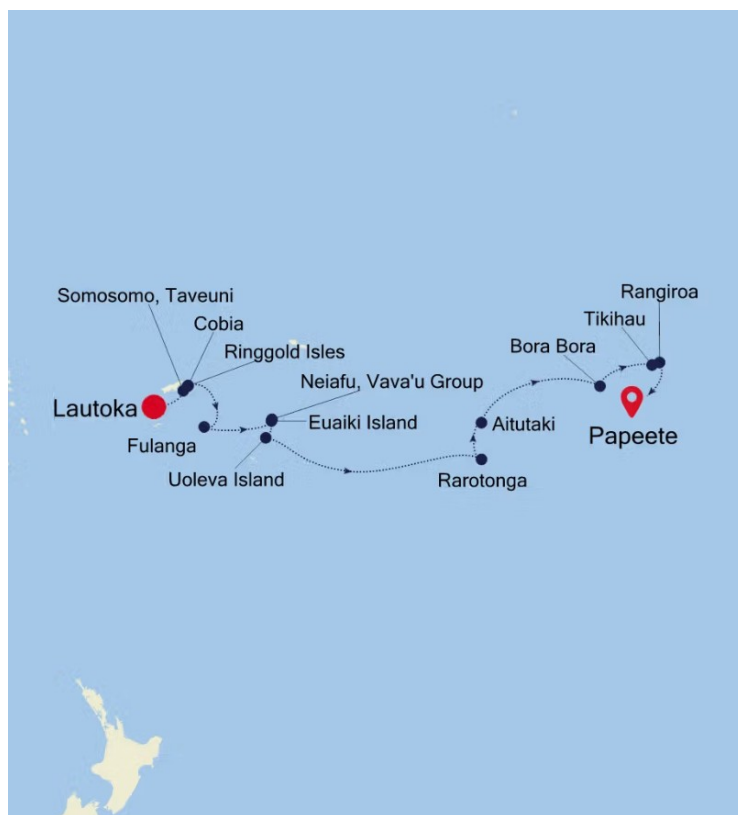 Rangiroa
Somosomo, Taveuni
Tikihau
Cobia
Bora Bora
Ringgold Isles
Neiafu, Vava'u Group
Lautoka
Euaiki Island
Aitutaki
Papeete
Fulanga
Uoleva Island
Rarotonga